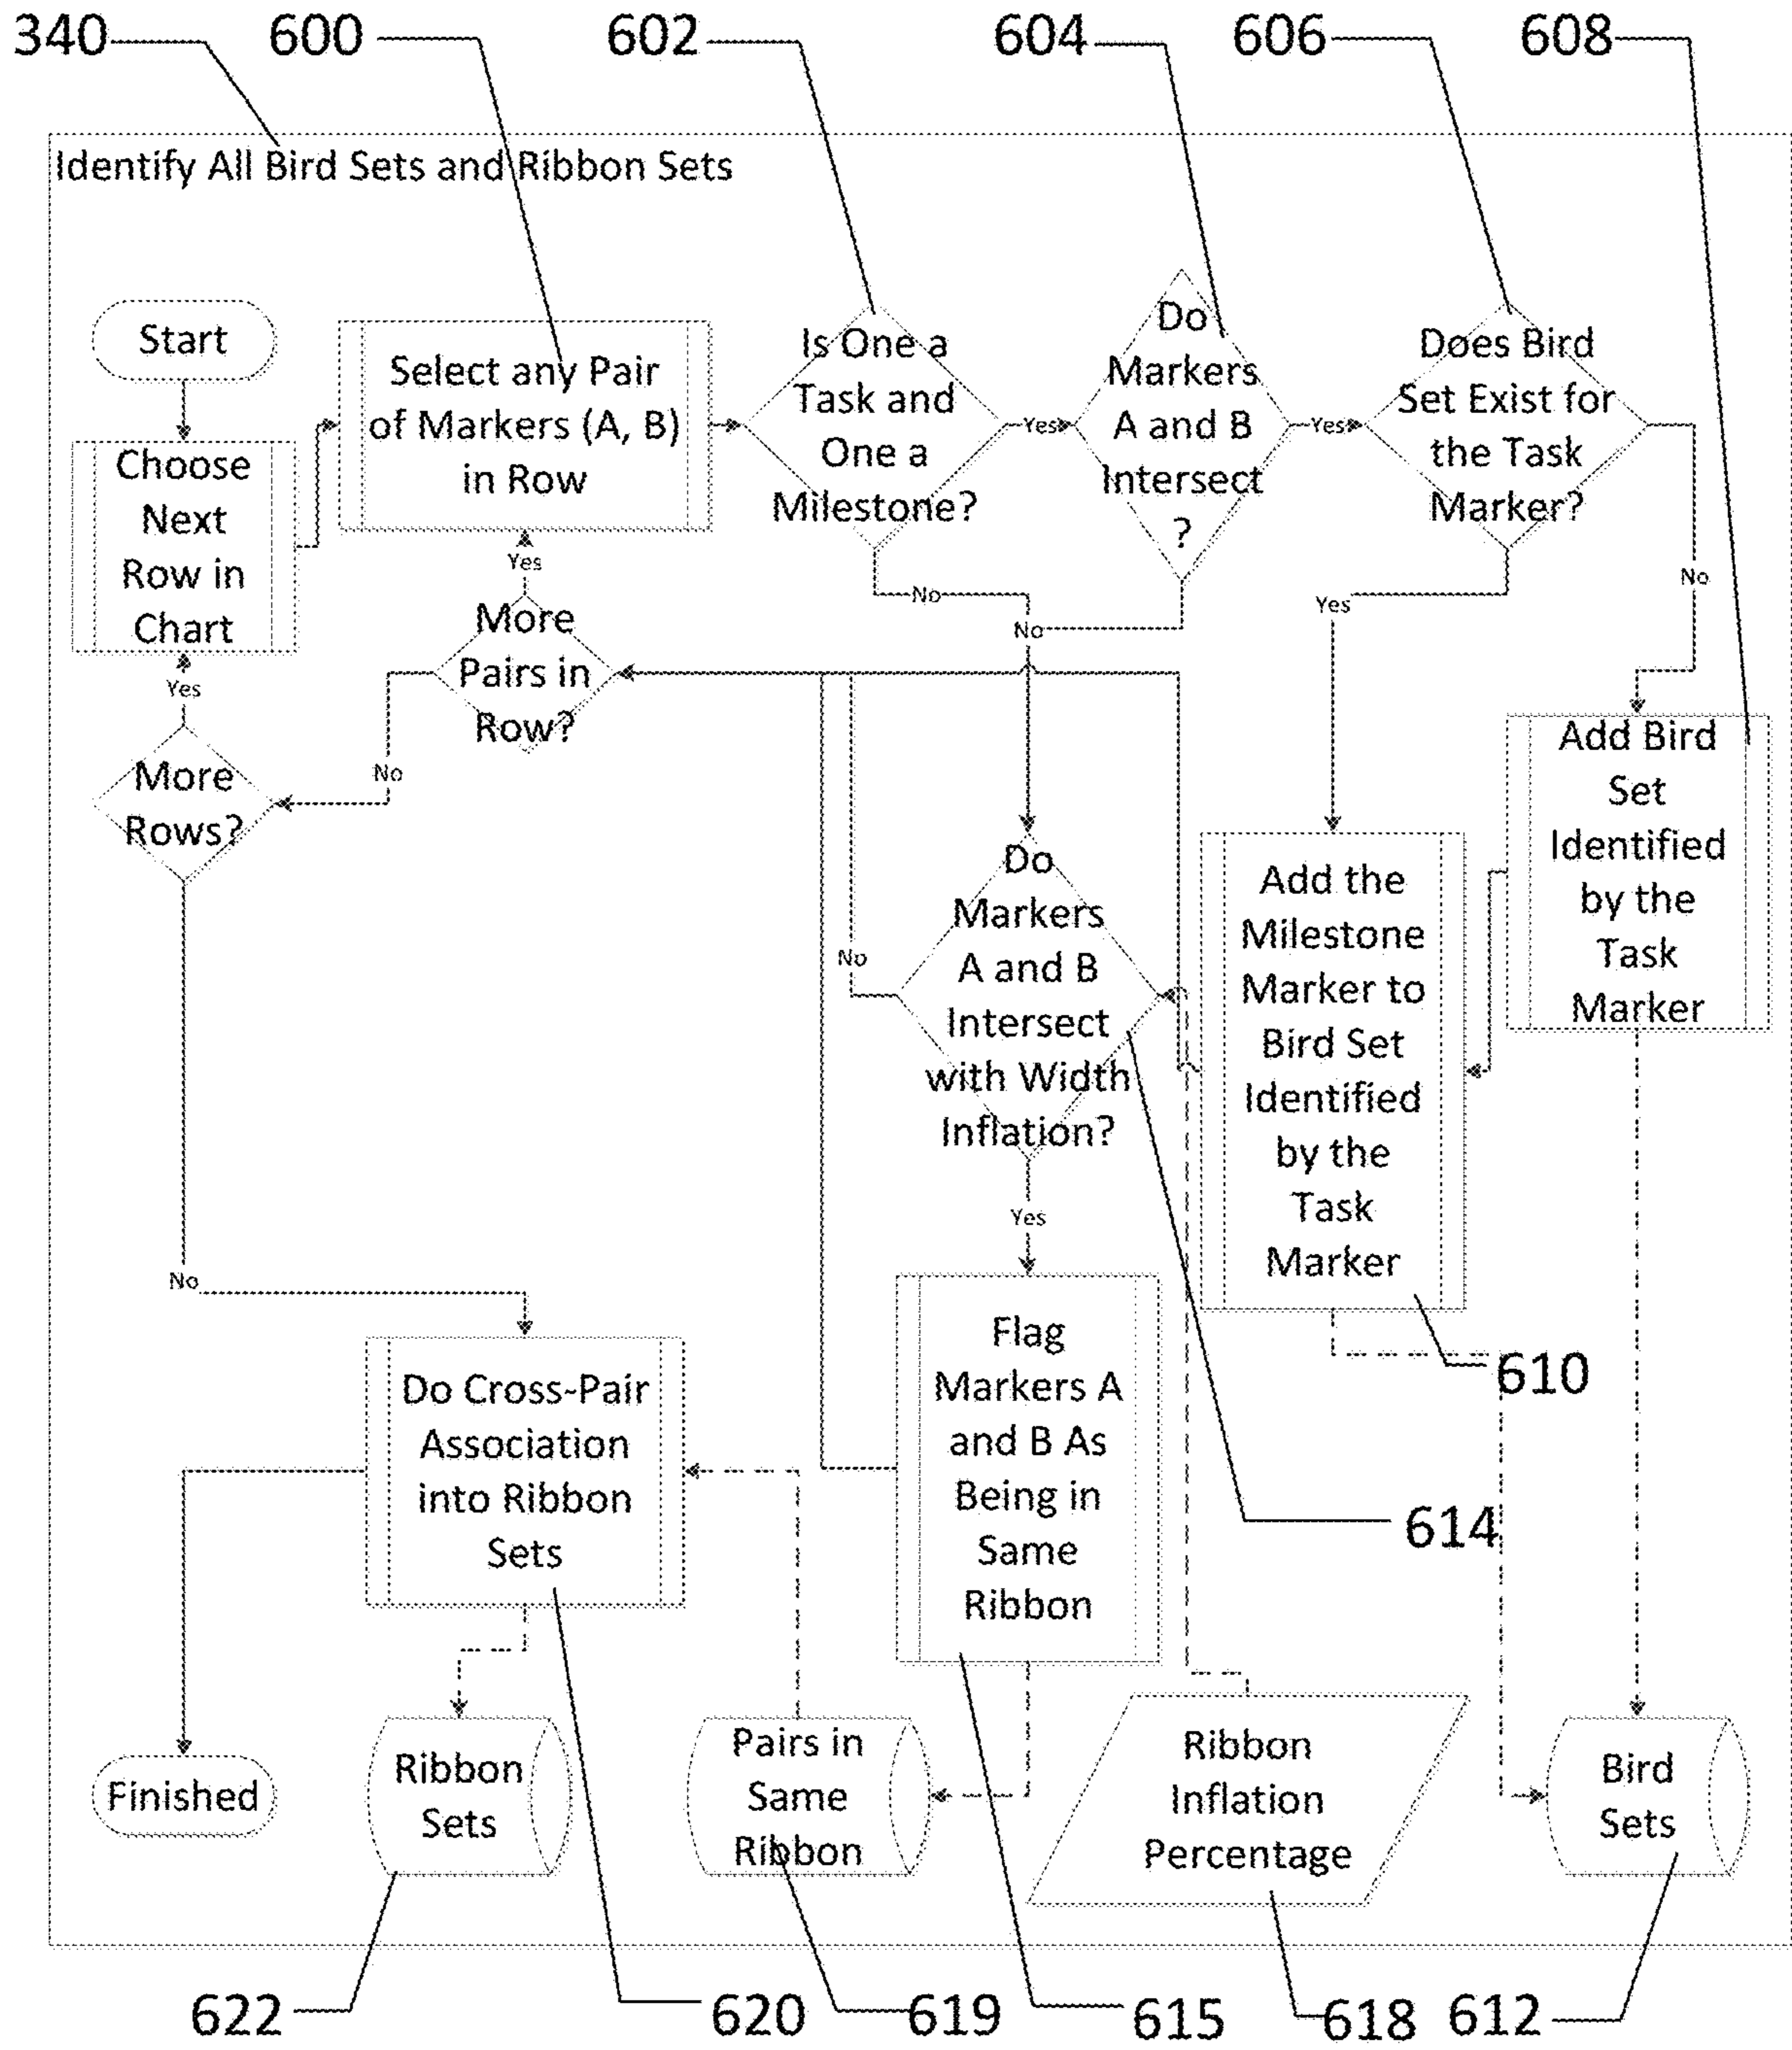 340
600
602
604
606
608
Identify All Bird Sets and Ribbon Sets
Start
Choose
Next
Row in
Chart
Select any Pair
of Markers (A, B)
in Row
Is One a
Task and
One a
Milestone?
Yes
Do
Markers
A and B
Intersect
?
Yes
Does Bird
Set Exist for
the Task
Marker?
Yes
No
No
Yes
No
No
More
Pairs in
Row?
Yes
More
Rows?
No
Add Bird
Set
Identified
by the
Task
Marker
Do
Markers
A and B
Intersect
with Width
Inflation?
No
Add the
Milestone
Marker to
Bird Set
Identified
by the
Task
Marker
Yes
No
Flag
Markers A
and B As
Being in
Same
Ribbon
610
Do Cross-Pair
Association
into Ribbon
Sets
614
Finished
Ribbon
Sets
Pairs in
Same
Ribbon
Ribbon
Inflation
Percentage
Bird
Sets
622
620
619
615
618
612